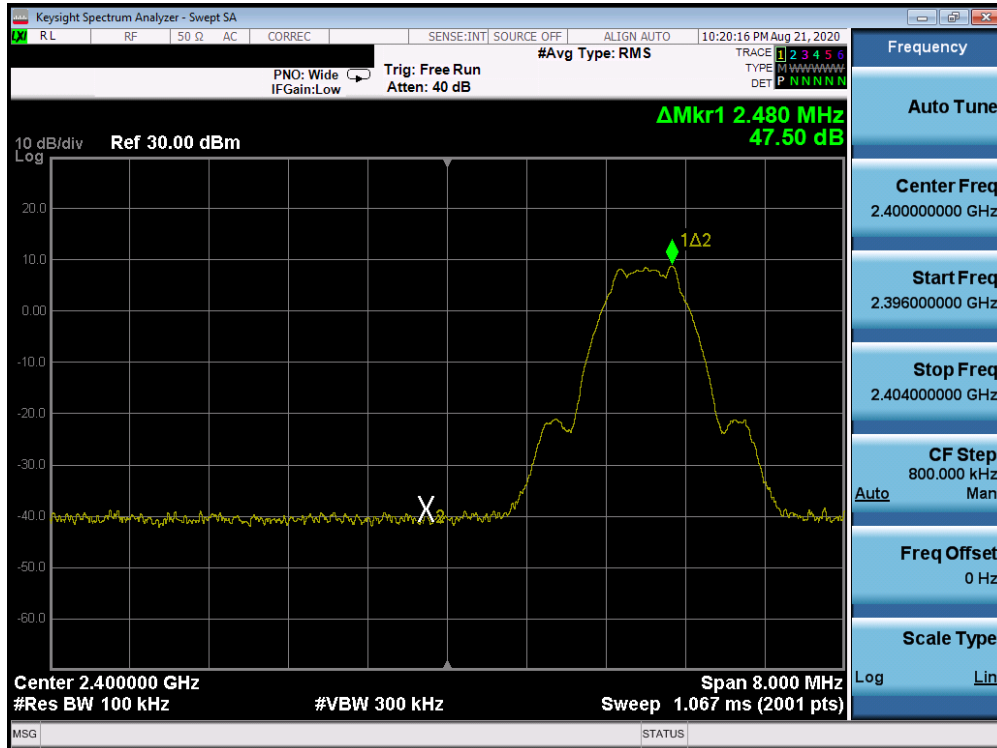 Keysight Spectrum Analyzer - Swept SA
LXI RL RF 50 Ω AC CORREC SENSE:INT SOURCE OFF ALIGN AUTO 10:20:16 PM Aug 21, 2020
#Avg Type: RMS
TRACE 1 2 3 4 5 6
PNO: Wide Trig: Free Run TYPE M WWWWW
IFGain:Low Atten: 40 dB DET P N N N N N
ΔMkr1 2.480 MHz
47.50 dB
10 dB/div Ref 30.00 dBm
Log
20.0
1Δ2
10.0
0.00
-10.0
-20.0
-30.0
X2
-40.0
-50.0
-60.0
Center 2.400000 GHz Span 8.000 MHz
#Res BW 100 kHz #VBW 300 kHz Sweep 1.067 ms (2001 pts)
MSG STATUS
Frequency
Auto Tune
Center Freq
2.400000000 GHz
Start Freq
2.396000000 GHz
Stop Freq
2.404000000 GHz
CF Step
800.000 kHz
Auto Man
Freq Offset
0 Hz
Scale Type
Log Lin